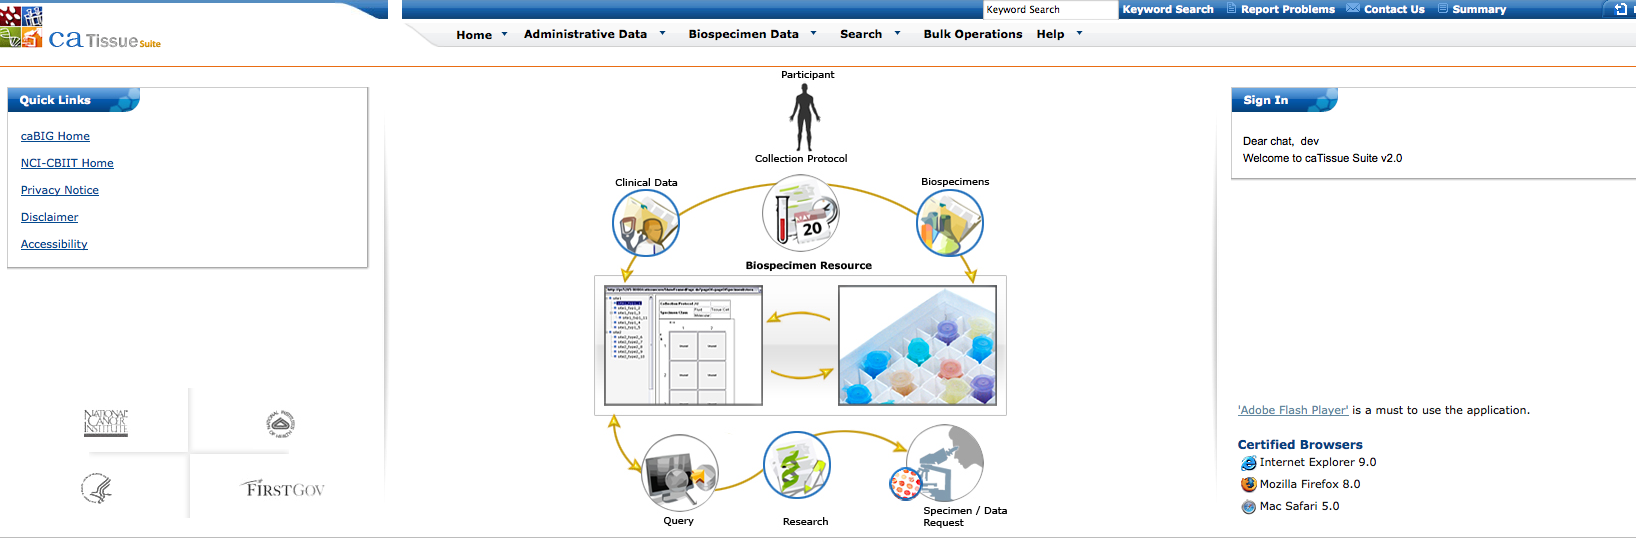 Keyword Search
Keyword Search
Report Problems
Contact Us
Summary
ca Tissue Suite
Home
Administrative Data
Biospecimen Data
Search
Bulk Operations
Help
Quick Links
caBIG Home
NCI-CBIIT Home
Privacy Notice
Disclaimer
Accessibility
NATIONAL
CANCER
INSTITUTE
FIRSTGOV
Participant
Collection Protocol
Clinical Data
Biospecimens
MAY
20
Biospecimen Resource
Query
Research
Specimen / Data
Request
Sign In
Dear chat,  dev
Welcome to caTissue Suite v2.0
'Adobe Flash Player' is a must to use the application.
Certified Browsers
Internet Explorer 9.0
Mozilla Firefox 8.0
Mac Safari 5.0